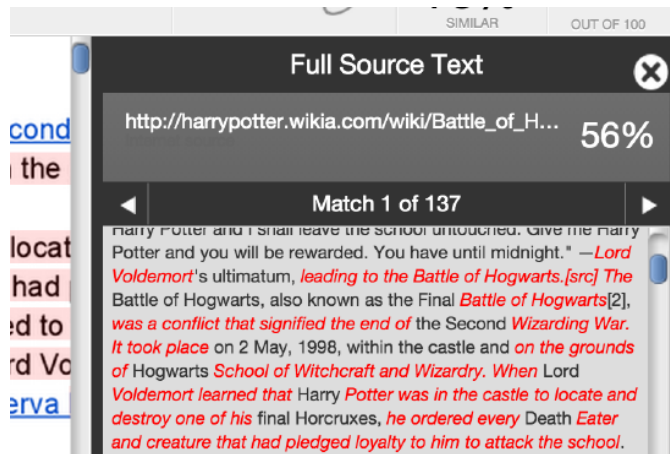 SIMILAR
OUT OF 100
Full Source Text
http://harrypotter.wikia.com/wiki/Battle_of_H...
56%
Match 1 of 137
Harry Potter and I shall leave the school untouched. Give me Harry
Potter and you will be rewarded. You have until midnight." —Lord
Voldemort's ultimatum, leading to the Battle of Hogwarts.[src] The
Battle of Hogwarts, also known as the Final Battle of Hogwarts[2],
was a conflict that signified the end of the Second Wizarding War.
It took place on 2 May, 1998, within the castle and on the grounds
of Hogwarts School of Witchcraft and Wizardry. When Lord
Voldemort learned that Harry Potter was in the castle to locate and
destroy one of his final Horcruxes, he ordered every Death Eater
and creature that had pledged loyalty to him to attack the school.
cond
the
locat
had
ed to
rd Vo
erva